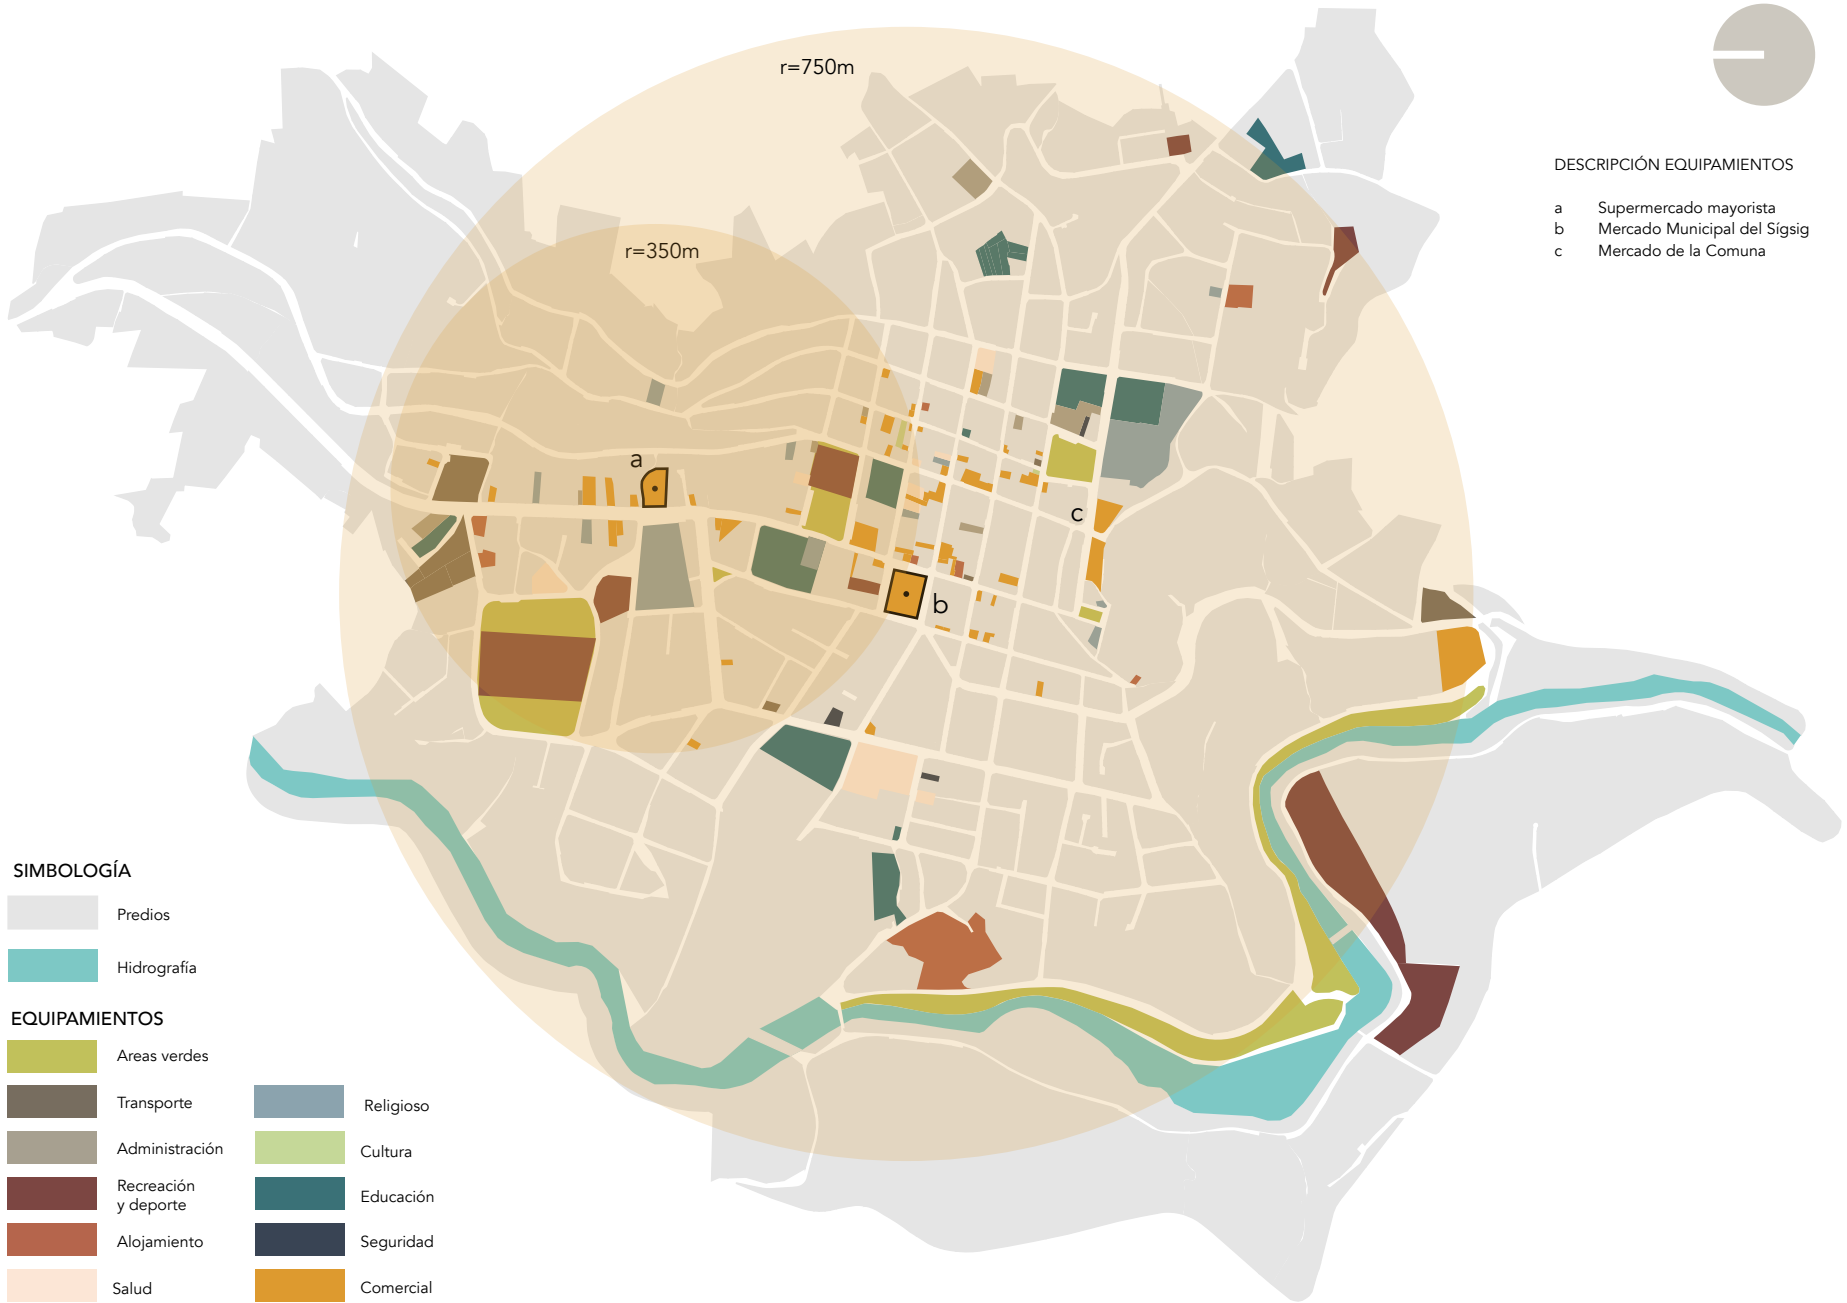 r=750m
r=350m
a
b
c
DESCRIPCIÓN EQUIPAMIENTOS
a Supermercado mayorista
b Mercado Municipal del Sígsig
c Mercado de la Comuna
SIMBOLOGÍA
Predios
Hidrografía
EQUIPAMIENTOS
Areas verdes
Transporte
Administración
Recreación
y deporte
Alojamiento
Salud
Religioso
Cultura
Educación
Seguridad
Comercial